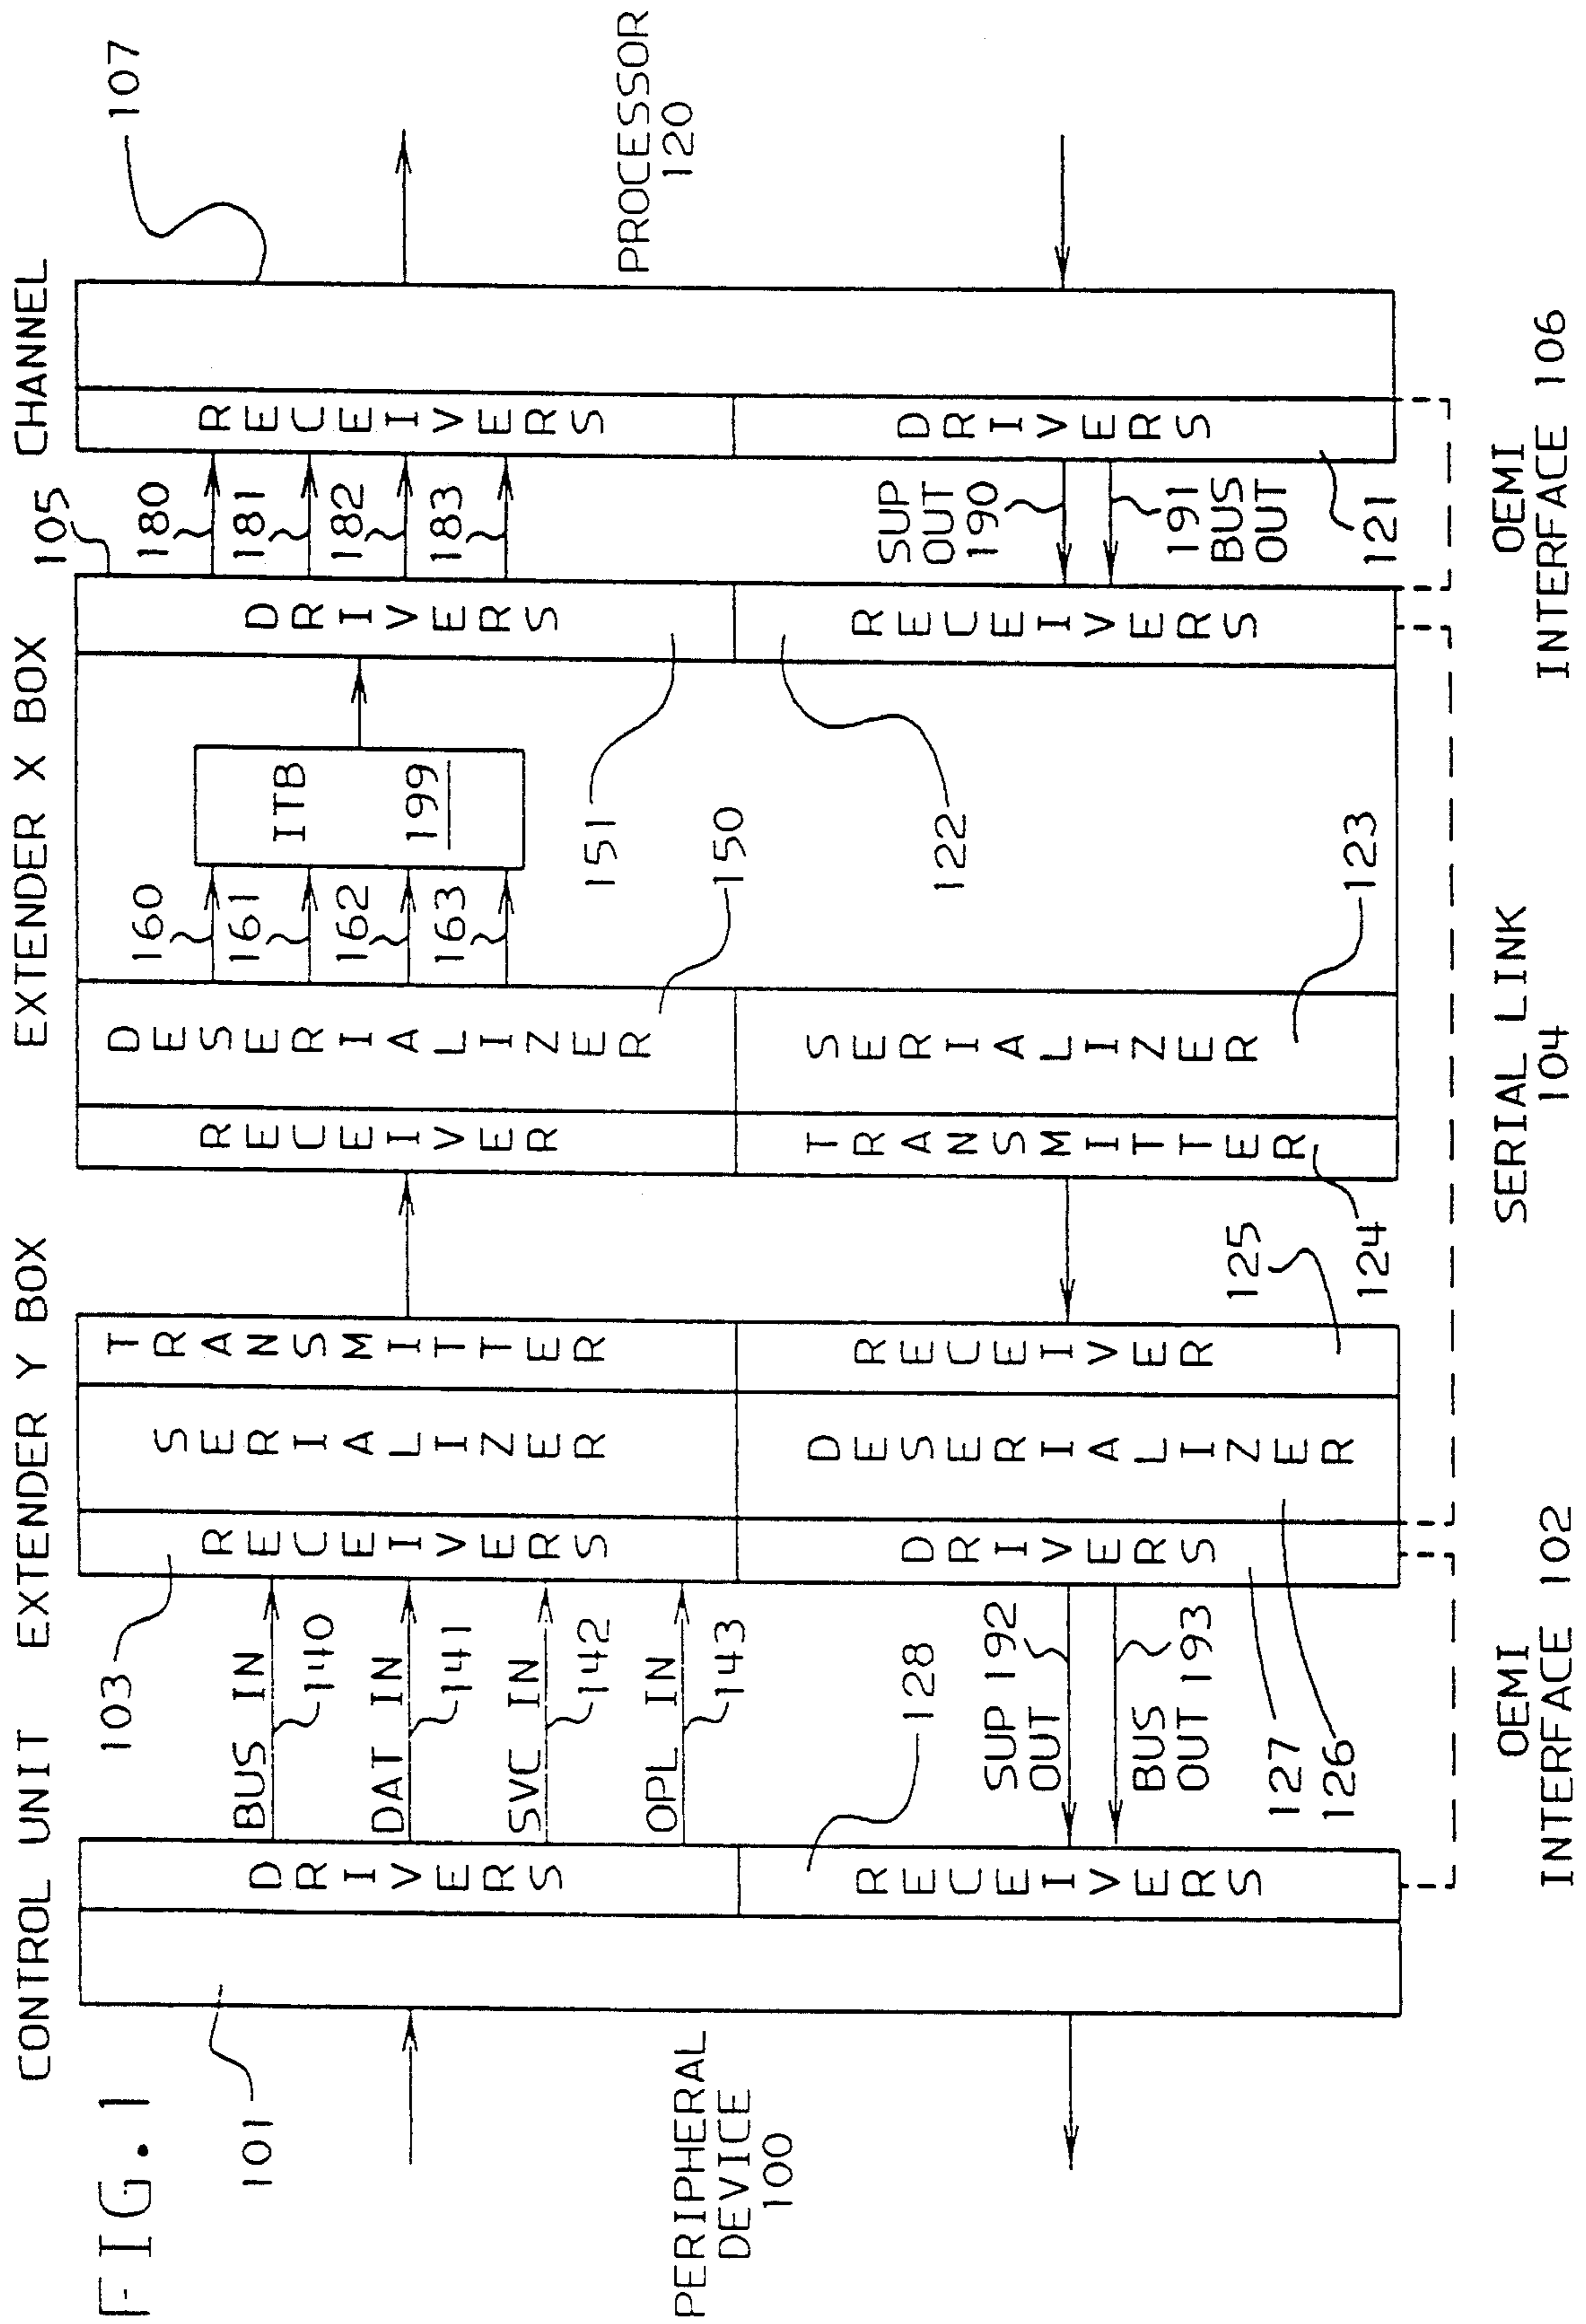 FIG. 1
CONTROL UNIT
EXTENDER Y BOX
EXTENDER X BOX
CHANNEL
101
PERIPHERAL
DEVICE
100
DRIVERS
RECEIVERS
128
BUS IN
140
DAT IN
141
SVC IN
142
OPL IN
143
SUP
OUT
192
BUS
OUT
193
103
RECEIVERS
DRIVERS
127
126
SERIALIZER
DESERIALIZER
TRANSMITTER
RECEIVER
125
124
RECEIVER
TRANSMITTER
DESERIALIZER
SERIALIZER
123
150
160
161
162
163
ITB
199
151
122
DRIVERS
RECEIVERS
105
180
181
182
183
SUP
OUT
190
191
BUS
OUT
121
RECEIVERS
DRIVERS
107
PROCESSOR
120
OEMI
INTERFACE 102
SERIAL LINK
104
OEMI
INTERFACE 106